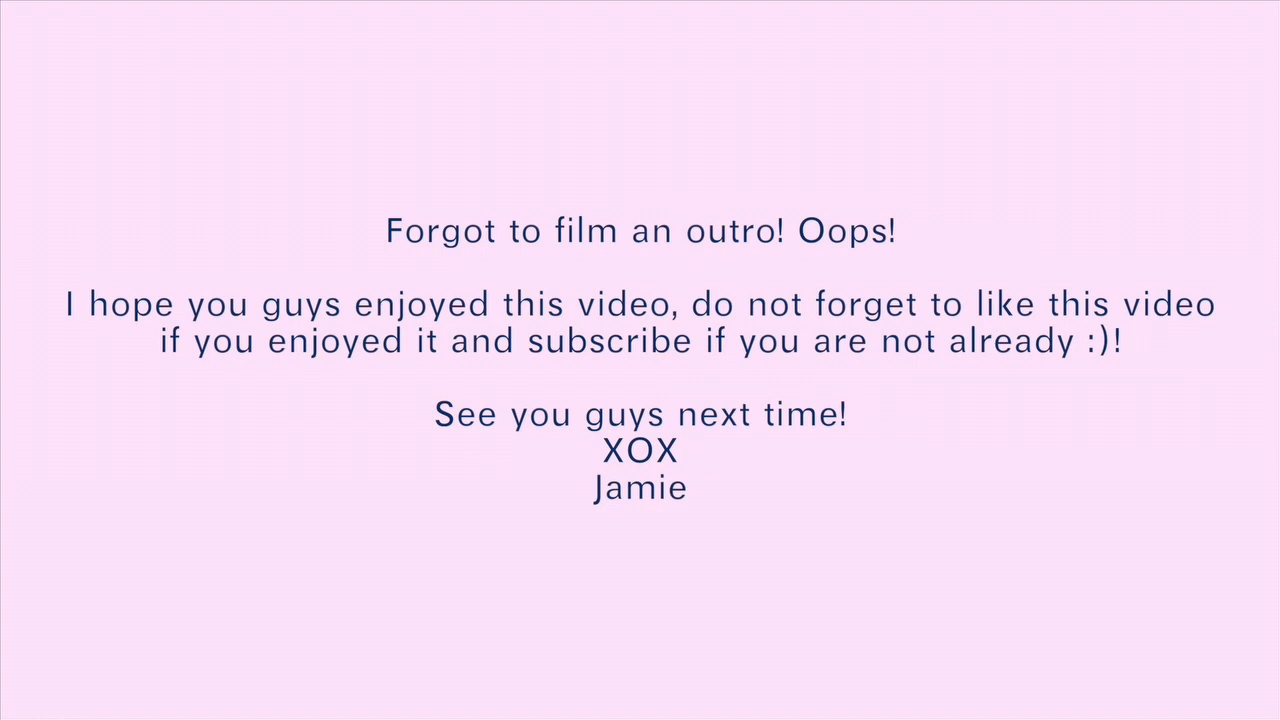 Forgot to film an outro! Oops!
I hope you guys enjoyed this video, do not forget to like this video
if you enjoyed it and subscribe if you are not already :)!
See you guys next time!
XOX
Jamie